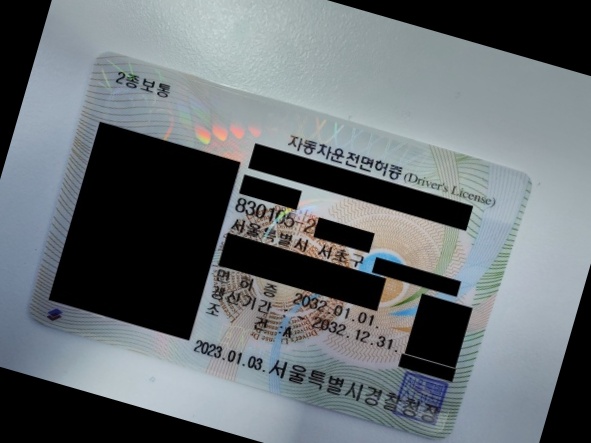 2종보통
자동차운전면허증 (Driver's License)
830105-2
서울특별시 서초구
면 허 증 2032.01.01.
갱신기간 : 2032.12.31.
조 건 : A
2023.01.03. 서울특별시경찰청장